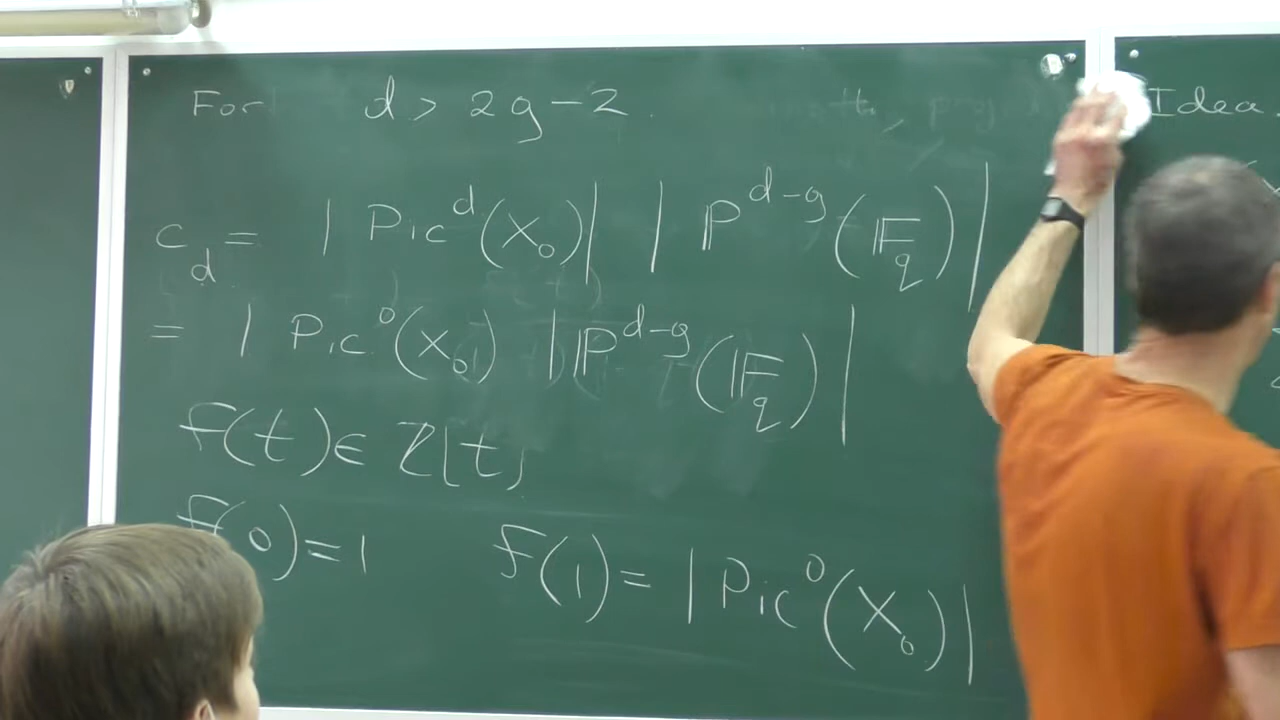 For d > 2g-2.
c_d = | Pic^d(X_0)| | P^{d-g}(F_q)|
= | Pic^0(X_0) |P^{d-g}(F_q)|
f(t) ∈ Z[t]
f(0)=1 f(1)= |Pic^0(X_0)|
Idea.